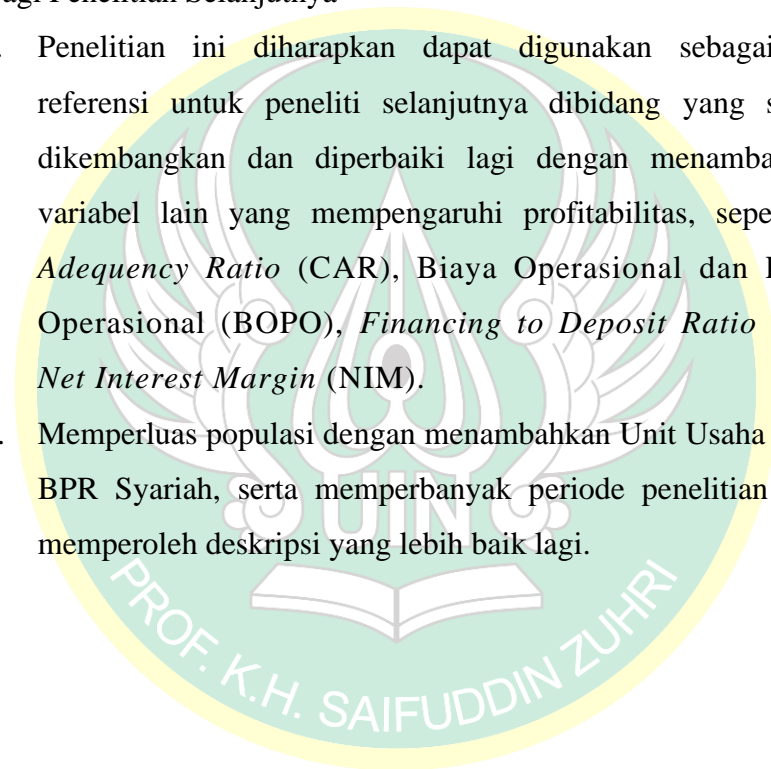 agi Penelitian Selanjutnya
. Penelitian ini diharapkan dapat digunakan sebagai
referensi untuk peneliti selanjutnya dibidang yang s
dikembangkan dan diperbaiki lagi dengan menamba
variabel lain yang mempengaruhi profitabilitas, sepe
Adequency Ratio (CAR), Biaya Operasional dan
Operasional (BOPO), Financing to Deposit Ratio
Net Interest Margin (NIM).
. Memperluas populasi dengan menambahkan Unit Usaha
BPR Syariah, serta memperbanyak periode penelitian
memperoleh deskripsi yang lebih baik lagi.
UIN
PROF. K.H. SAIFUDDIN ZUHRI